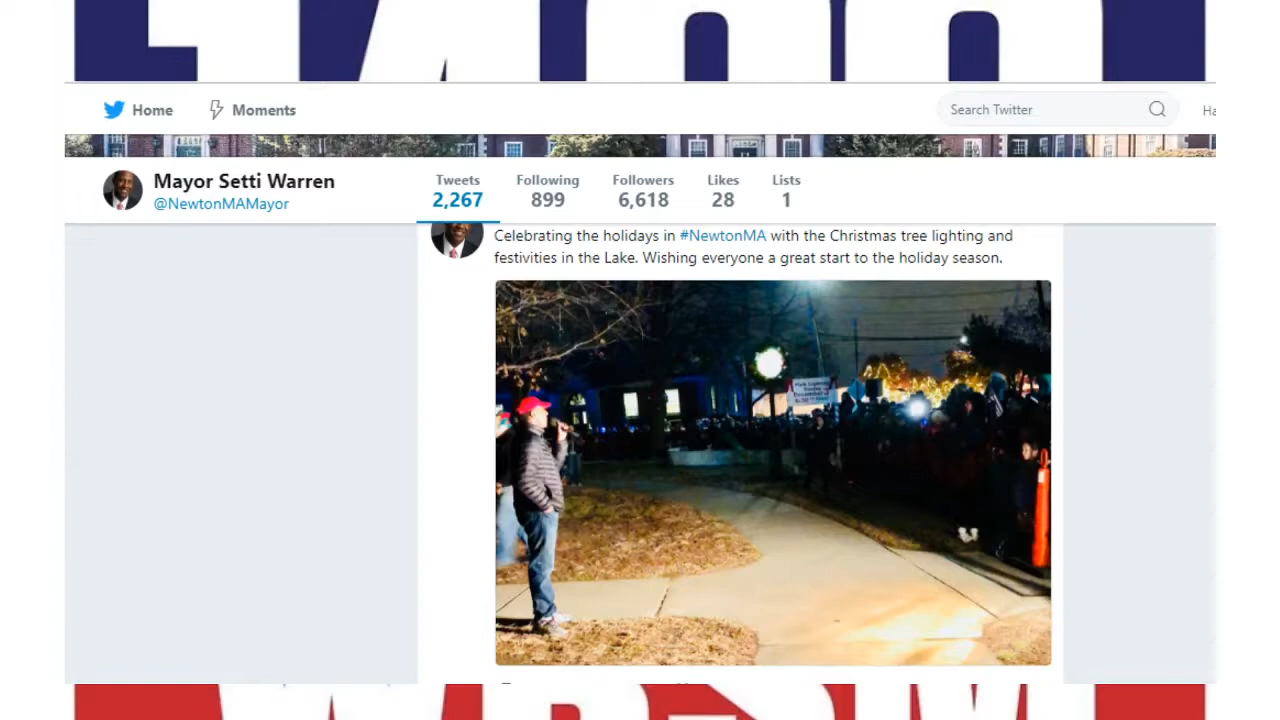 Home
Moments
Search Twitter
Ha
Mayor Setti Warren
@NewtonMAMayor
Tweets
2,267
Following
899
Followers
6,618
Likes
28
Lists
1
Celebrating the holidays in #NewtonMA with the Christmas tree lighting and
festivities in the Lake. Wishing everyone a great start to the holiday season.